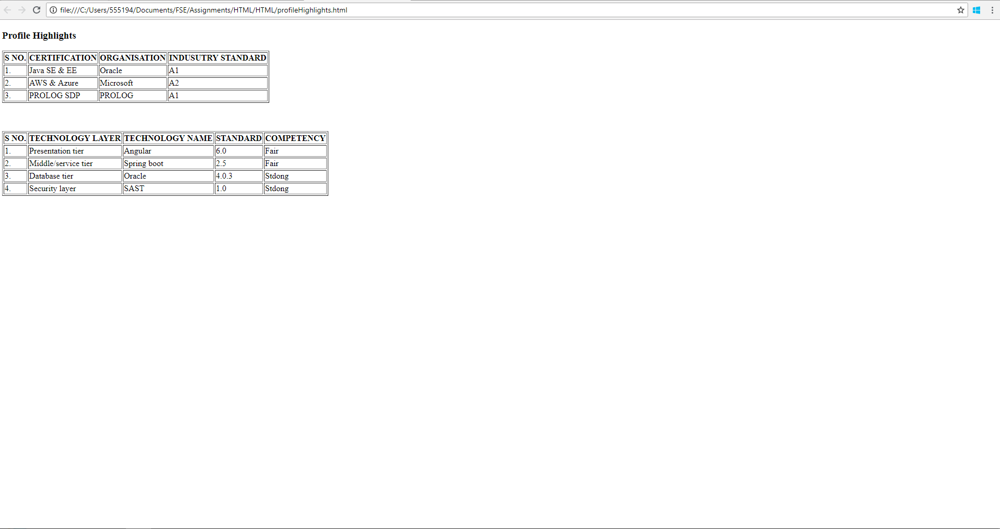 file:///C:/Users/555194/Documents/FSE/Assignments/HTML/HTML/profileHighlights.html
Profile Highlights
S NO. CERTIFICATION ORGANISATION INDUSUTRY STANDARD
1. Java SE & EE Oracle A1
2. AWS & Azure Microsoft A2
3. PROLOG SDP PROLOG A1
S NO. TECHNOLOGY LAYER TECHNOLOGY NAME STANDARD COMPETENCY
1. Presentation tier Angular 6.0 Fair
2. Middle/service tier Spring boot 2.5 Fair
3. Database tier Oracle 4.0.3 Stdong
4. Security layer SAST 1.0 Stdong